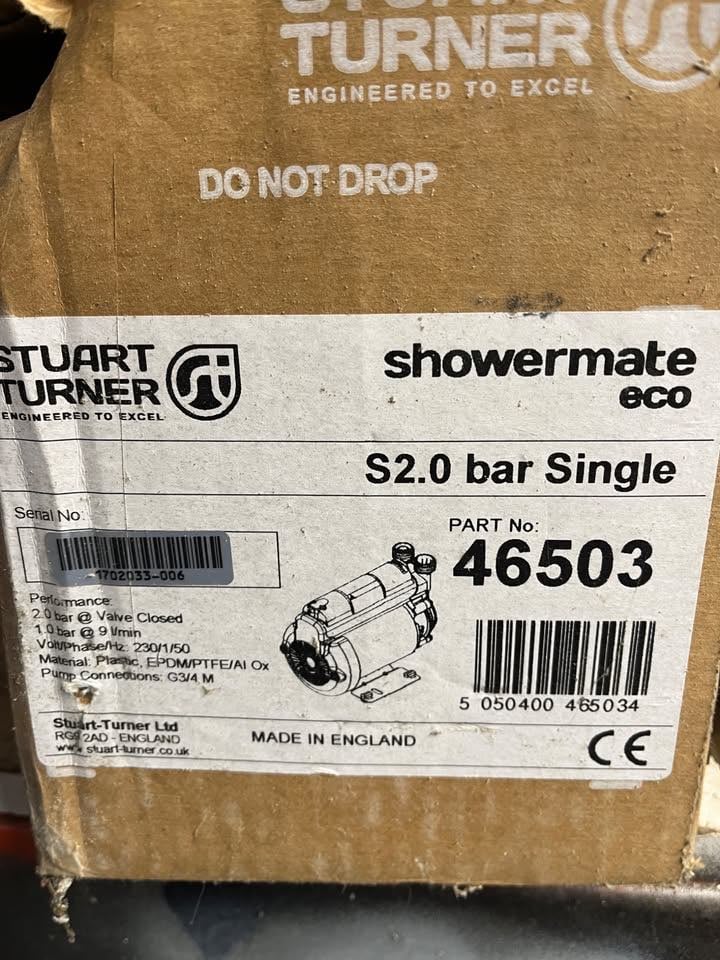 STUART
TURNER
ENGINEERED TO EXCEL
DO NOT DROP
STUART
TURNER
ENGINEERED TO EXCEL
showermate
eco
S2.0 bar Single
Serial No:
1702033-006
PART No:
46503
Performance:
2.0 bar @ Valve Closed
1.0 bar @ 9 l/min
Volt/Phase/Hz: 230/1/50
Material: Plastic, EPDM/PTFE/Al Ox
Pump Connections: G3/4 M
5 050400 465034
Stuart-Turner Ltd
RG9 2AD - ENGLAND
www.stuart-turner.co.uk
MADE IN ENGLAND
CE